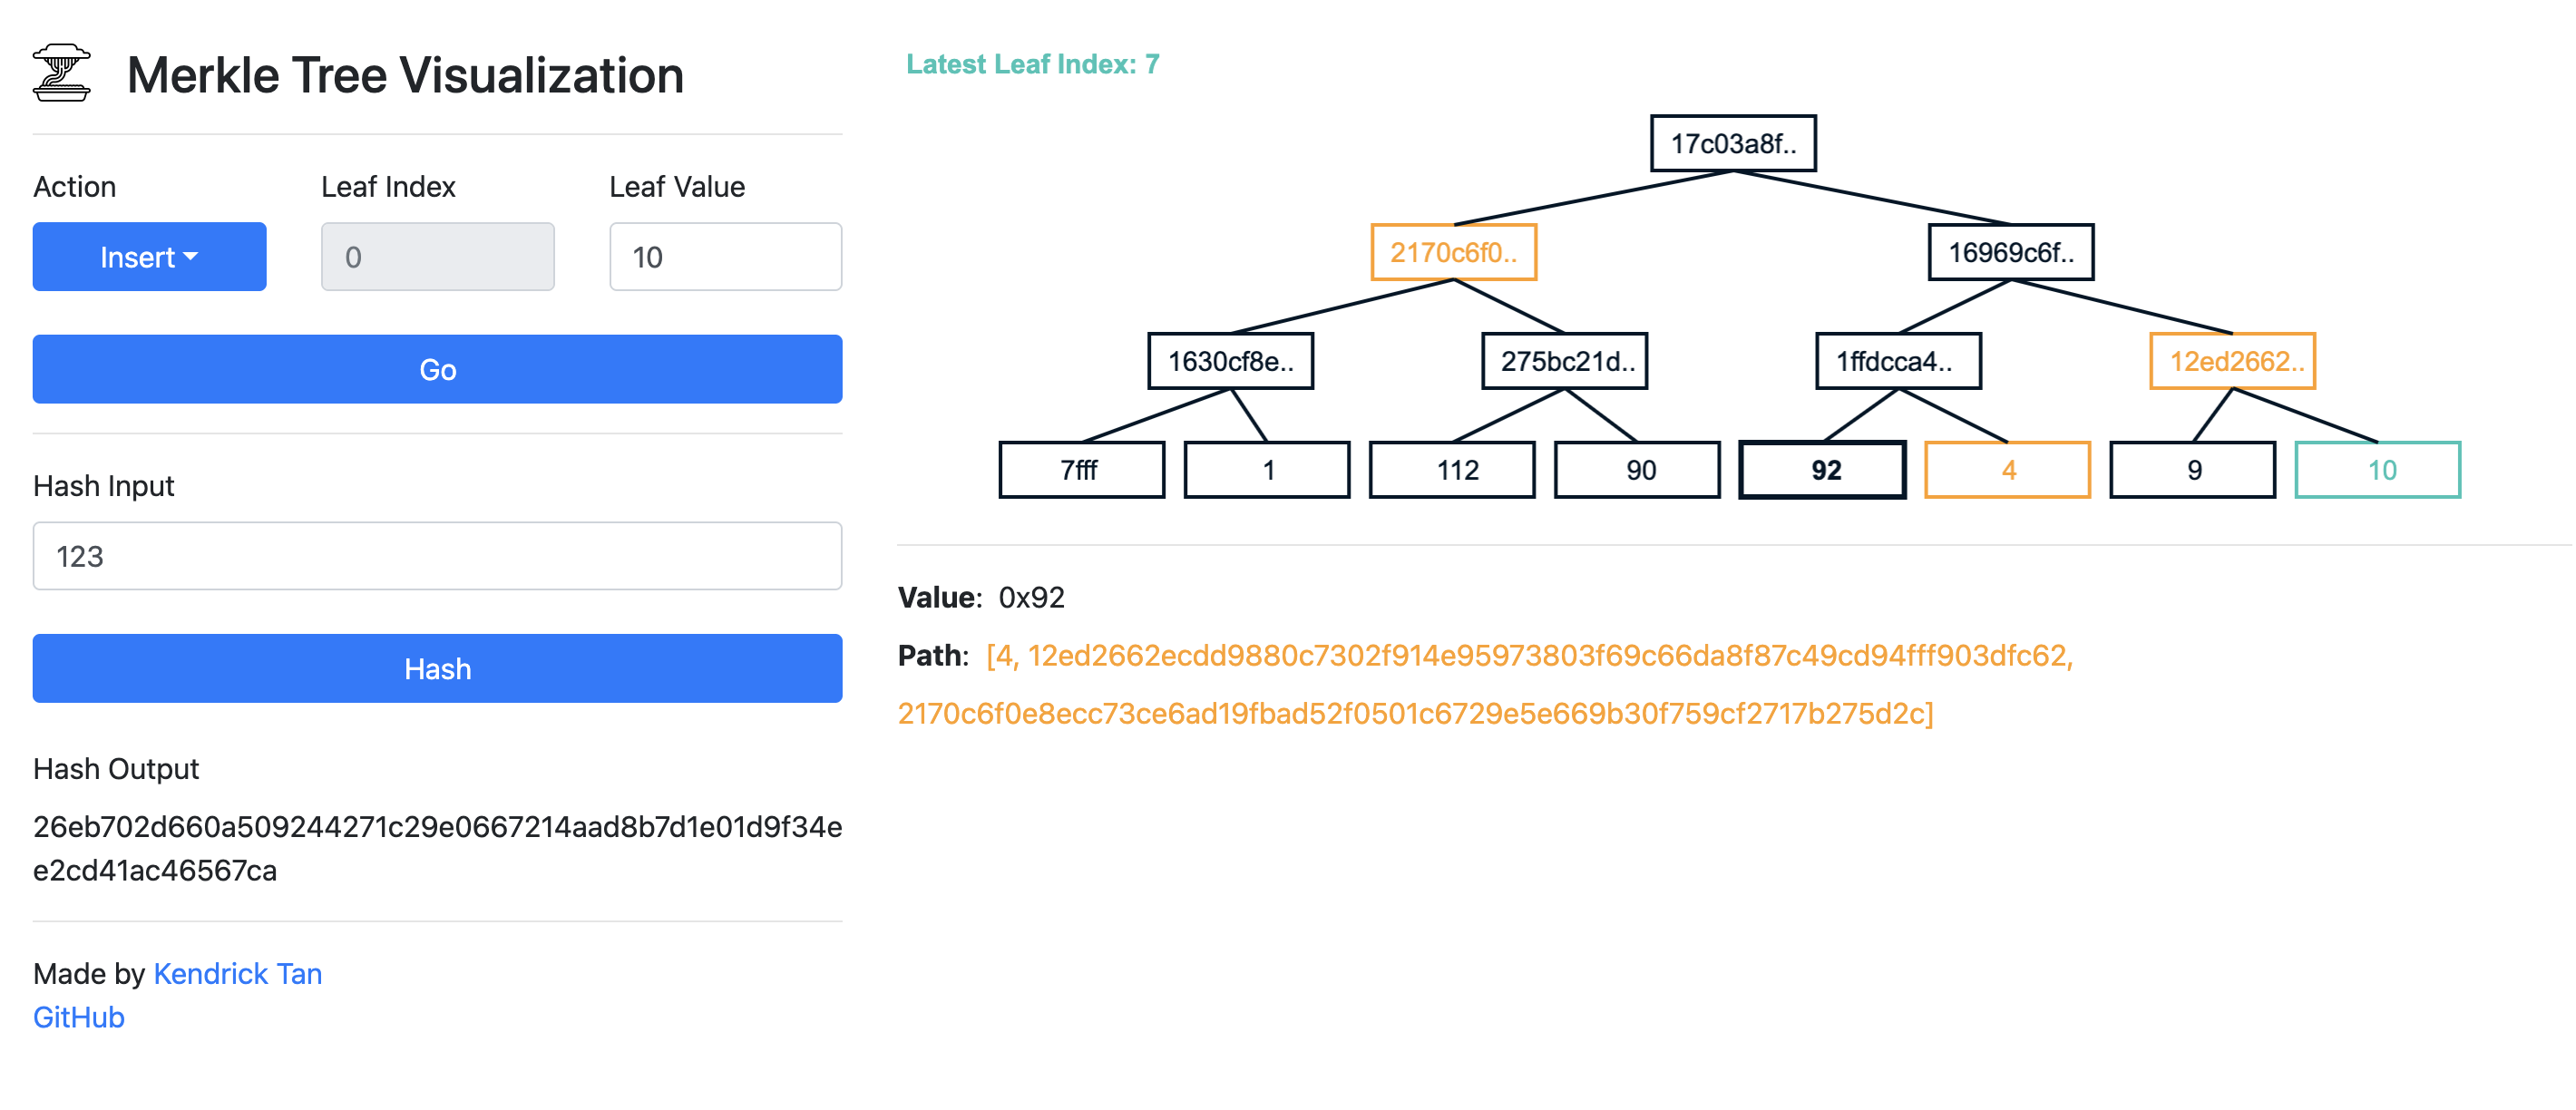 Merkle Tree Visualization
Action
Leaf Index
Leaf Value
Insert
0
10
Go
Hash Input
123
Hash
Hash Output
26eb702d660a509244271c29e0667214aad8b7d1e01d9f34e
e2cd41ac46567ca
Made by Kendrick Tan
GitHub
Latest Leaf Index: 7
17c03a8f..
2170c6f0..
16969c6f..
1630cf8e..
275bc21d..
1ffdcca4..
12ed2662..
7fff
1
112
90
92
4
9
10
Value: 0x92
Path: [4, 12ed2662ecdd9880c7302f914e95973803f69c66da8f87c49cd94fff903dfc62,
2170c6f0e8ecc73ce6ad19fbad52f0501c6729e5e669b30f759cf2717b275d2c]